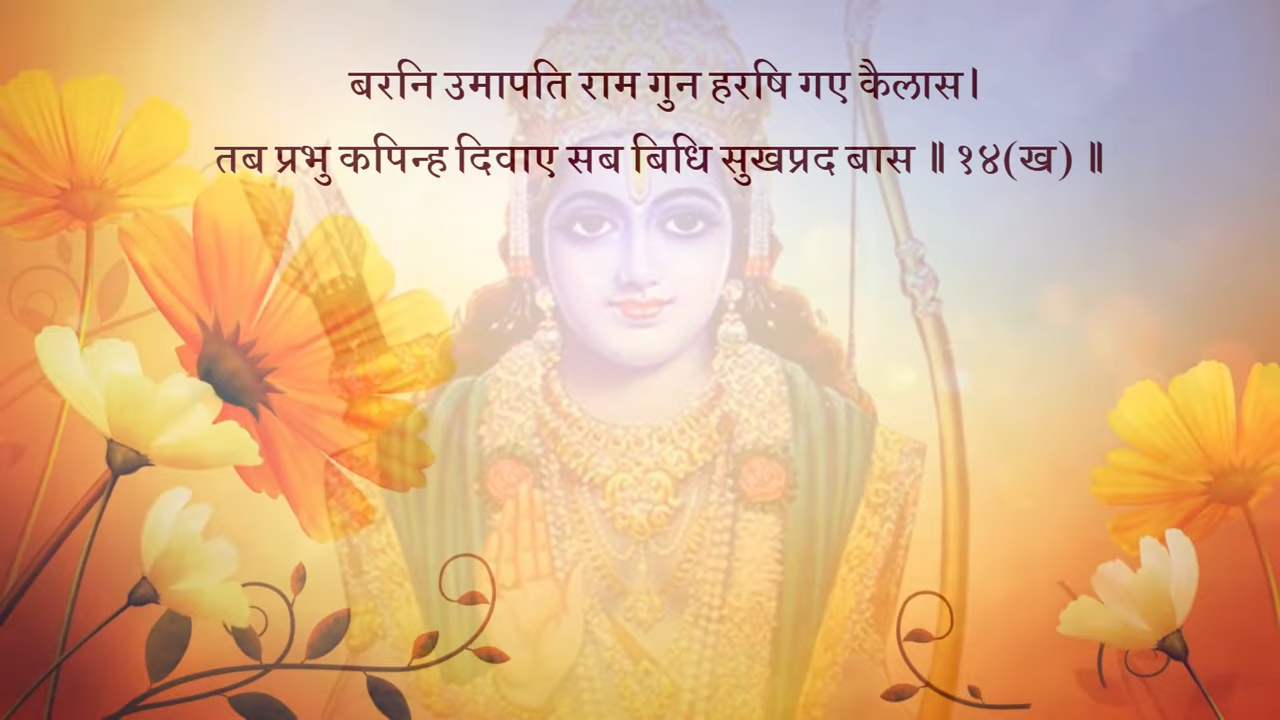 बरनि उमापति राम गुन हरषि गए कैलास।
तब प्रभु कपिन्ह दिवाए सब बिधि सुखप्रद बास ॥ १४(ख) ॥